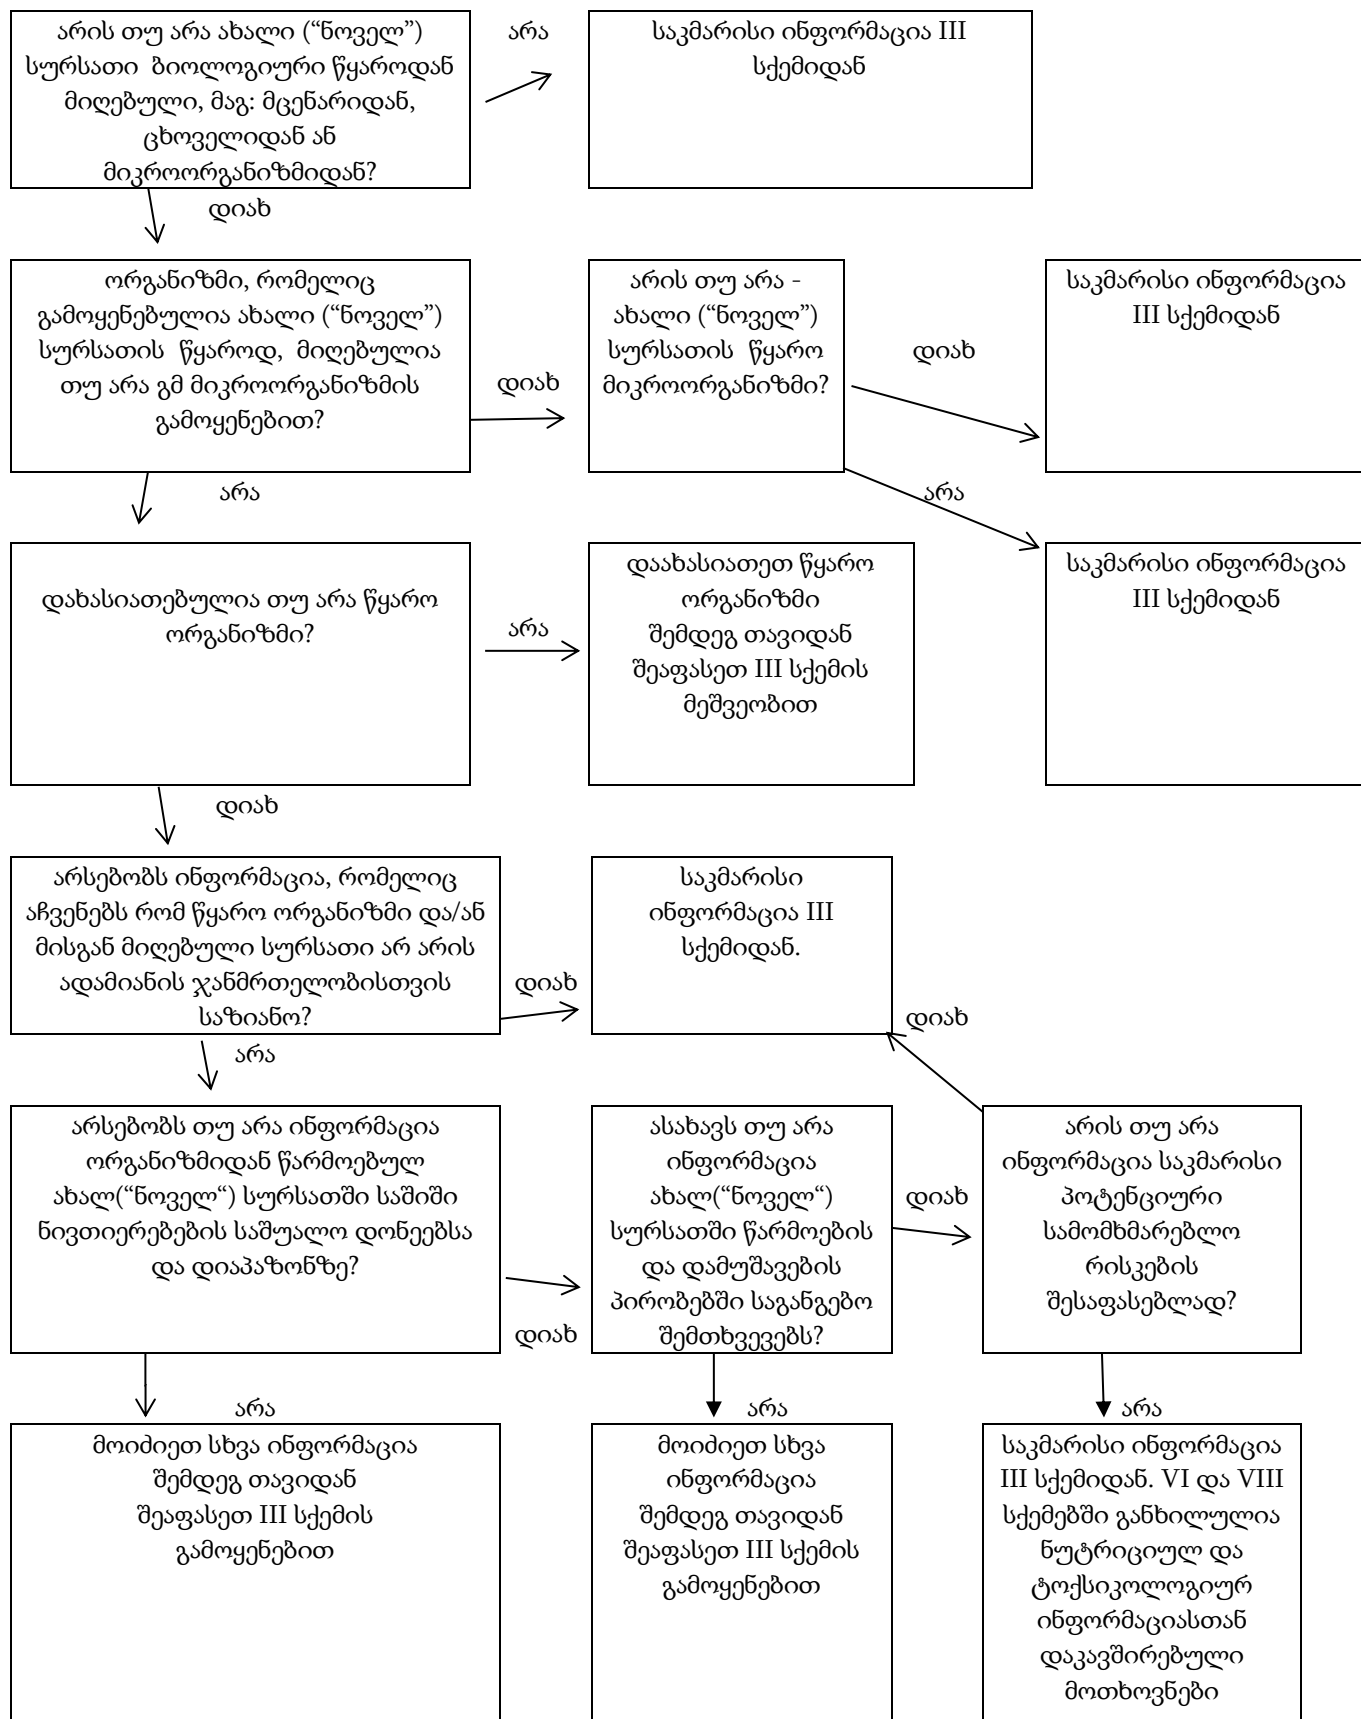 არის თუ არა ახალი (“ნოველ”)
სურსათი ბიოლოგიური წყაროდან
მიღებული, მაგ: მცენარიდან,
ცხოველიდან ან
მიკროორგანიზმიდან?
არა
საკმარისი ინფორმაცია III
სქემიდან
დიახ
ორგანიზმი, რომელიც
გამოყენებულია ახალი (“ნოველ”)
სურსათის წყაროდ, მიღებულია
თუ არა გმ მიკროორგანიზმის
გამოყენებით?
დიახ
არის თუ არა -
ახალი (“ნოველ”)
სურსათის წყარო
მიკროორგანიზმი?
დიახ
საკმარისი ინფორმაცია
III სქემიდან
არა
არა
დახასიათებულია თუ არა წყარო
ორგანიზმი?
არა
დაახასიათეთ წყარო
ორგანიზმი
შემდეგ თავიდან
შეაფასეთ III სქემის
მეშვეობით
საკმარისი ინფორმაცია
III სქემიდან
დიახ
არსებობს ინფორმაცია, რომელიც
აჩვენებს რომ წყარო ორგანიზმი და/ან
მისგან მიღებული სურსათი არ არის
ადამიანის ჯანმრთელობისთვის
საზიანო?
დიახ
საკმარისი
ინფორმაცია III
სქემიდან.
დიახ
არა
არსებობს თუ არა ინფორმაცია
ორგანიზმიდან წარმოებულ
ახალ(“ნოველ“) სურსათში საშიში
ნივთიერებების საშუალო დონეებსა
და დიაპაზონზე?
დიახ
ასახავს თუ არა
ინფორმაცია
ახალ(“ნოველ“)
სურსათში წარმოების
და დამუშავების
პირობებში საგანგებო
შემთხვევებს?
დიახ
არის თუ არა
ინფორმაცია საკმარისი
პოტენციური
სამომხმარებლო
რისკების
შესაფასებლად?
არა
არა
არა
მოიძიეთ სხვა ინფორმაცია
შემდეგ თავიდან
შეაფასეთ III სქემის
გამოყენებით
მოიძიეთ სხვა
ინფორმაცია
შემდეგ თავიდან
შეაფასეთ III სქემის
გამოყენებით
საკმარისი ინფორმაცია
III სქემიდან. VI და VIII
სქემებში განხილულია
ნუტრიციულ და
ტოქსიკოლოგიურ
ინფორმაციასთან
დაკავშირებული
მოთხოვნები